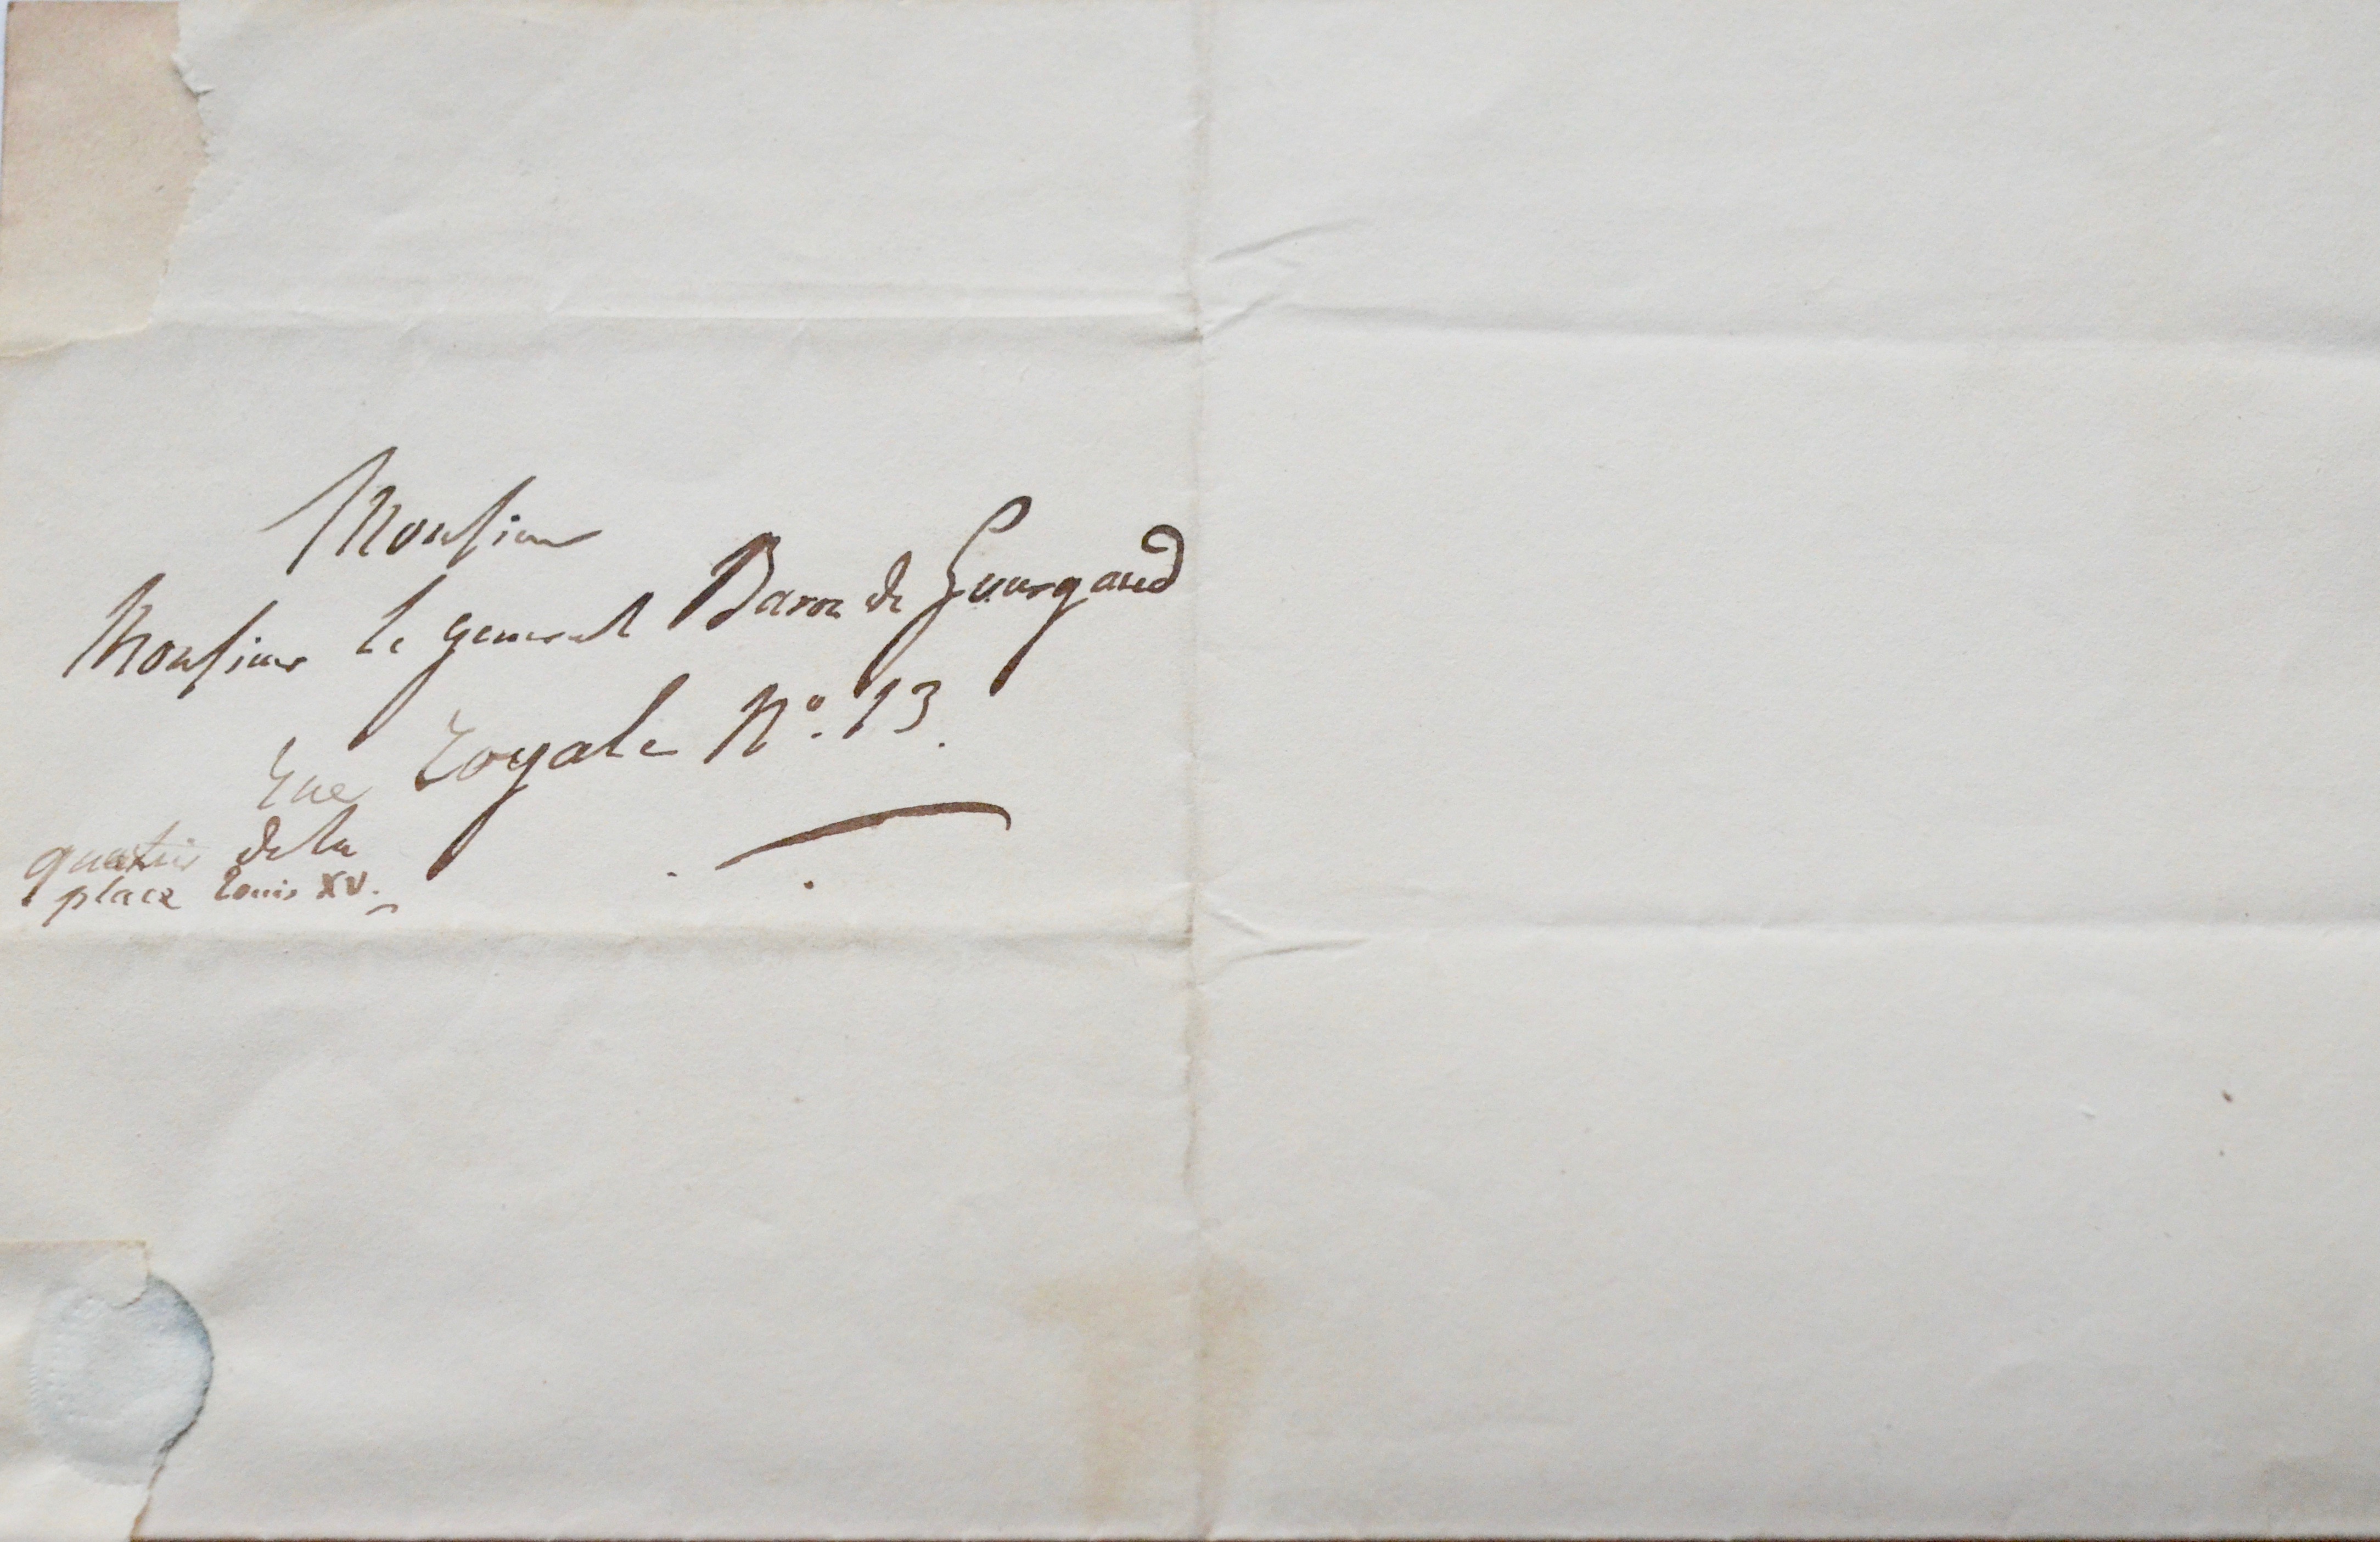 Monsieur
Monsieur le general Baron de Gourgaud
rue royale N°. 13.
quartier de la
place Louis XV.